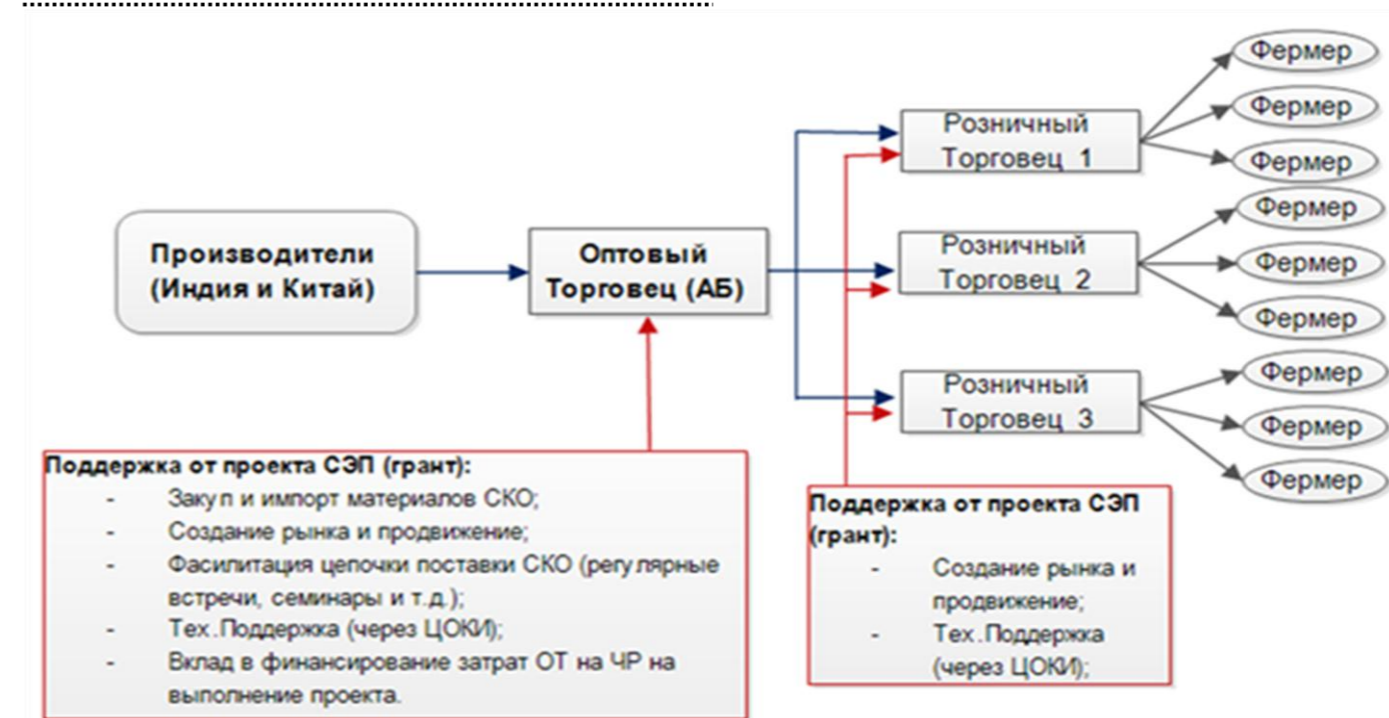 Производители
(Индия и Китай)
Оптовый
Торговец (АБ)
Розничный
Торговец 1
Розничный
Торговец 2
Розничный
Торговец 3
Фермер
Фермер
Фермер
Фермер
Фермер
Фермер
Фермер
Фермер
Фермер
Поддержка от проекта СЭП (грант):
- Закуп и импорт материалов СКО;
- Создание рынка и продвижение;
- Фасилитация цепочки поставки СКО (регулярные
встречи, семинары и т.д.);
- Тех.Поддержка (через ЦОКИ);
- Вклад в финансирование затрат ОТ на ЧР на
выполнение проекта.
Поддержка от проекта СЭП
(грант):
- Создание рынка и
продвижение;
- Тех.Поддержка
(через ЦОКИ);